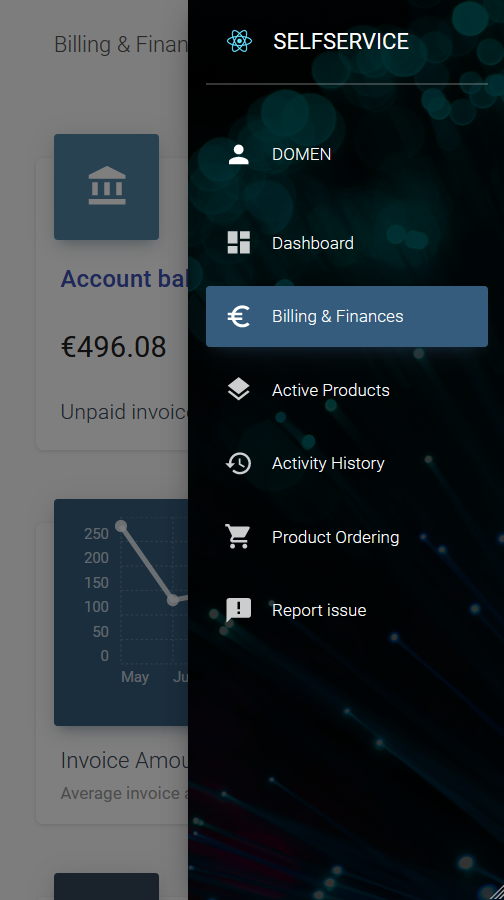 Billing & Finan
SELFSERVICE
DOMEN
Dashboard
Billing & Finances
Active Products
Activity History
Product Ordering
Report issue
Account bal
€496.08
Unpaid invoic
250
200
150
100
50
0
May Ju
Invoice Amou
Average invoice a